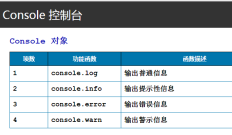 Console 控制台
Console 对象
项数 功能函数 函数描述
1 console.log 输出普通信息
2 console.info 输出提示性信息
3 console.error 输出错误信息
4 console.warn 输出警示信息